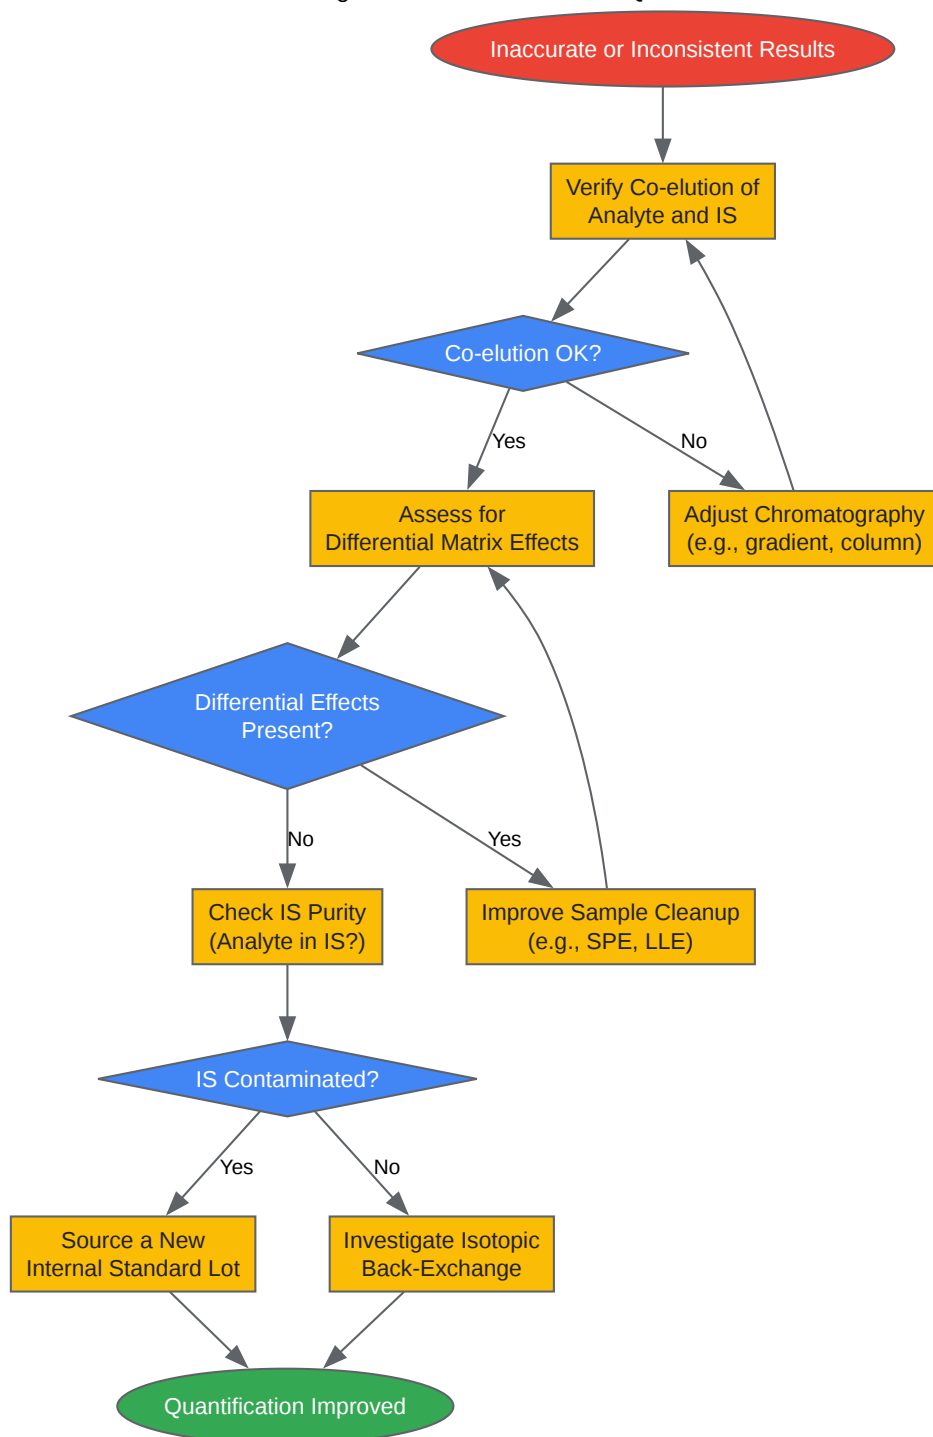 Inaccurate or Inconsistent Results
Verify Co-elution of
Analyte and IS
Co-elution OK?
Yes
No
Assess for
Differential Matrix Effects
Adjust Chromatography
(e.g., gradient, column)
Differential Effects
Present?
No
Yes
Check IS Purity
(Analyte in IS?)
Improve Sample Cleanup
(e.g., SPE, LLE)
IS Contaminated?
Yes
No
Source a New
Internal Standard Lot
Investigate Isotopic
Back-Exchange
Quantification Improved